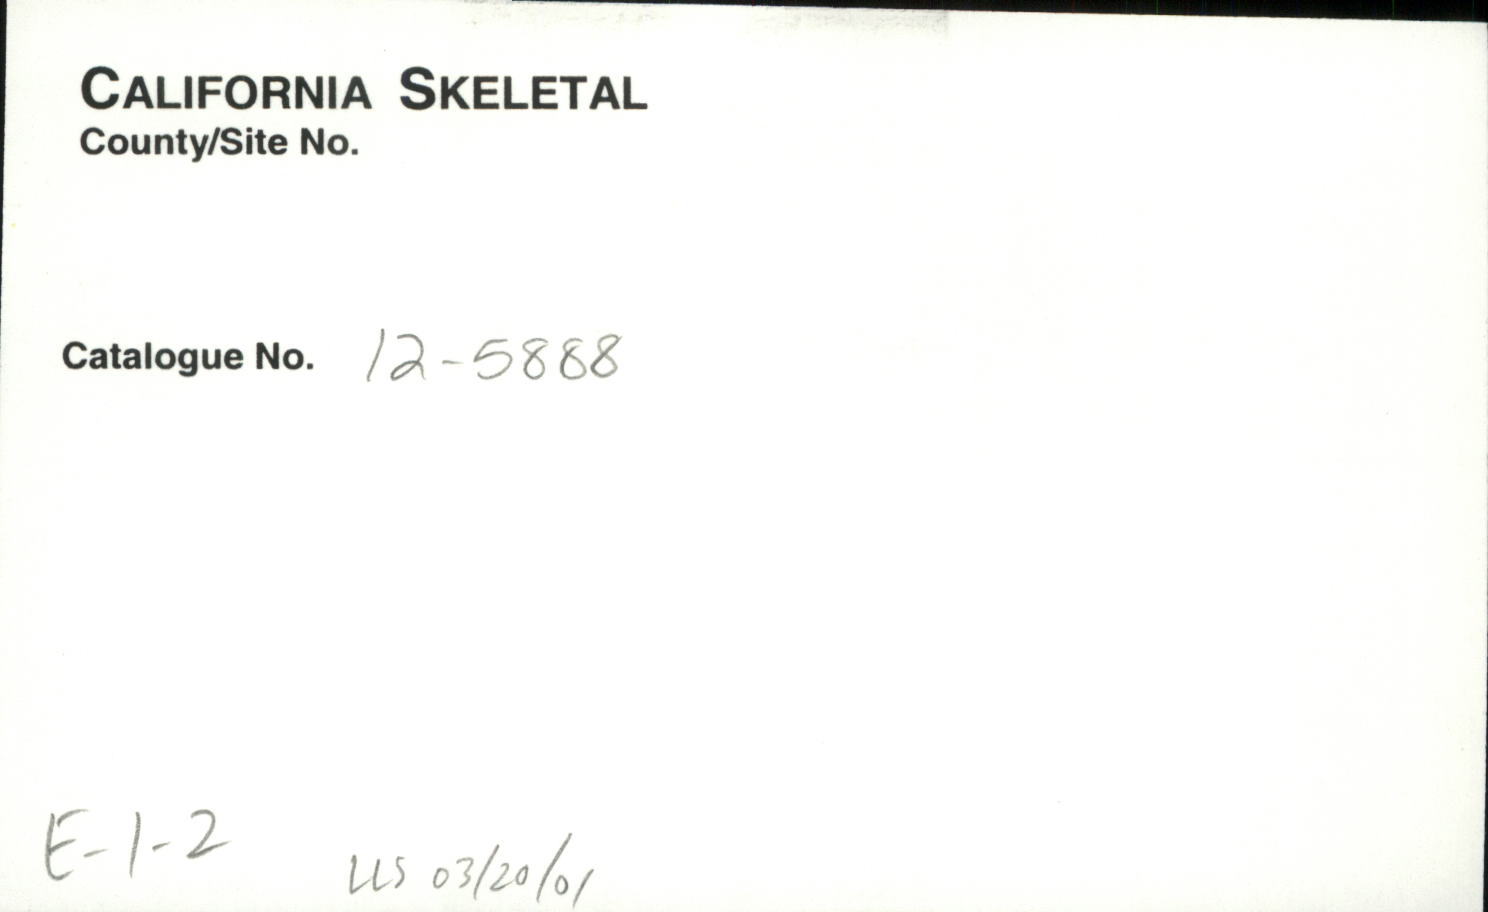 CALIFORNIA SKELETAL
County/Site No.
Catalogue No. 12-5888
E-1-2
LLS 03/20/01